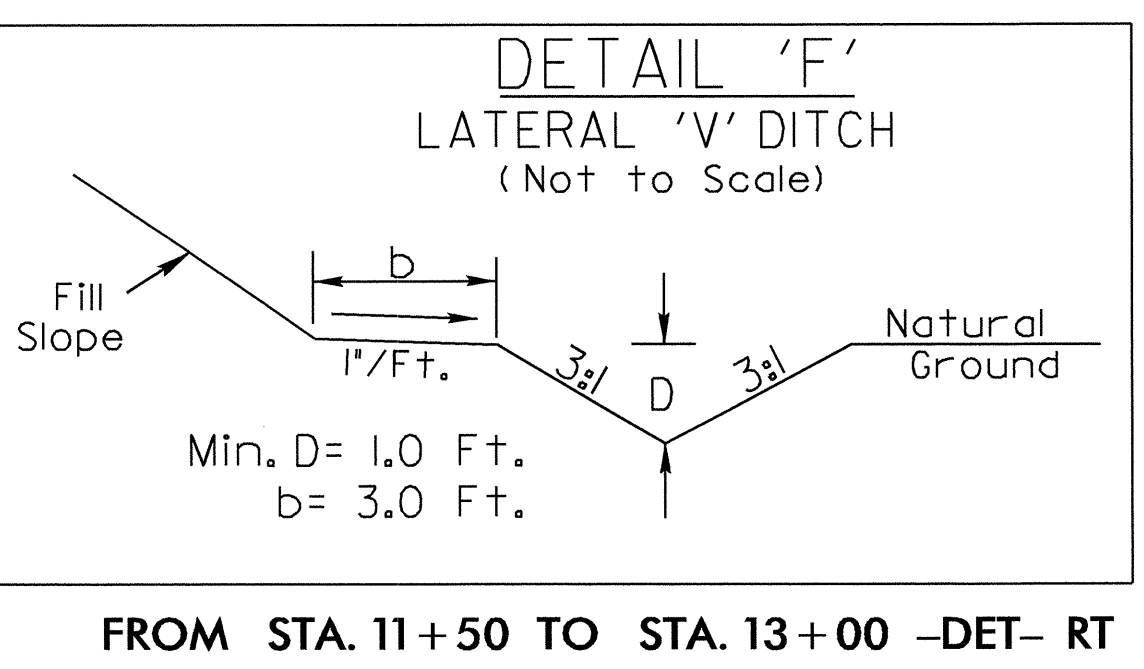 DETAIL 'F'
LATERAL 'V' DITCH
(Not to Scale)
b
Fill
Slope
1"/Ft.
3:1
D
3:1
Natural
Ground
Min. D= 1.0 Ft.
b= 3.0 Ft.
FROM STA. 11+50 TO STA. 13+00 -DET- RT